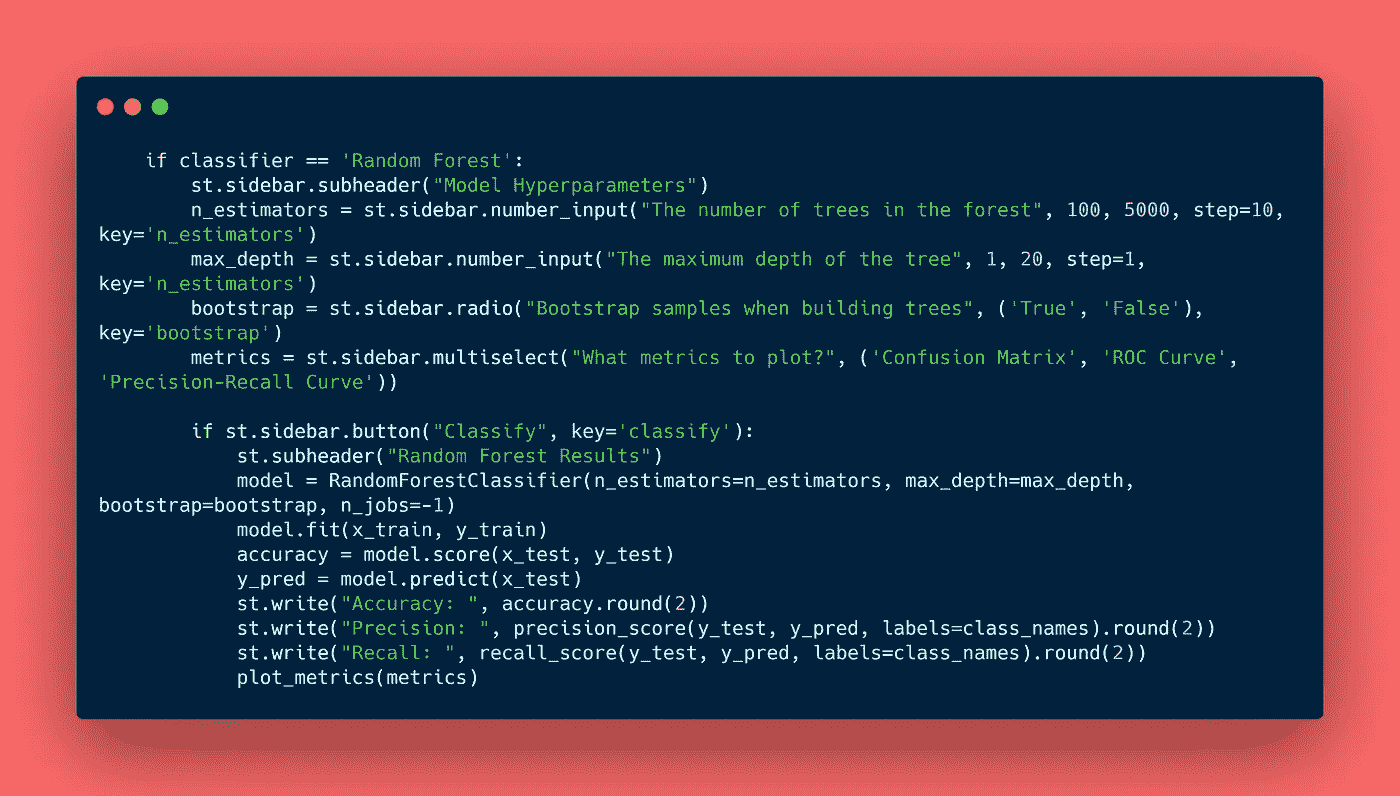 if classifier == 'Random Forest':
st.sidebar.subheader("Model Hyperparameters")
n_estimators = st.sidebar.number_input("The number of trees in the forest", 100, 5000, step=10,
key='n_estimators')
max_depth = st.sidebar.number_input("The maximum depth of the tree", 1, 20, step=1,
key='n_estimators')
bootstrap = st.sidebar.radio("Bootstrap samples when building trees", ('True', 'False'),
key='bootstrap')
metrics = st.sidebar.multiselect("What metrics to plot?", ('Confusion Matrix', 'ROC Curve',
'Precision-Recall Curve'))
if st.sidebar.button("Classify", key='classify'):
st.subheader("Random Forest Results")
model = RandomForestClassifier(n_estimators=n_estimators, max_depth=max_depth,
bootstrap=bootstrap, n_jobs=-1)
model.fit(x_train, y_train)
accuracy = model.score(x_test, y_test)
y_pred = model.predict(x_test)
st.write("Accuracy: ", accuracy.round(2))
st.write("Precision: ", precision_score(y_test, y_pred, labels=class_names).round(2))
st.write("Recall: ", recall_score(y_test, y_pred, labels=class_names).round(2))
plot_metrics(metrics)